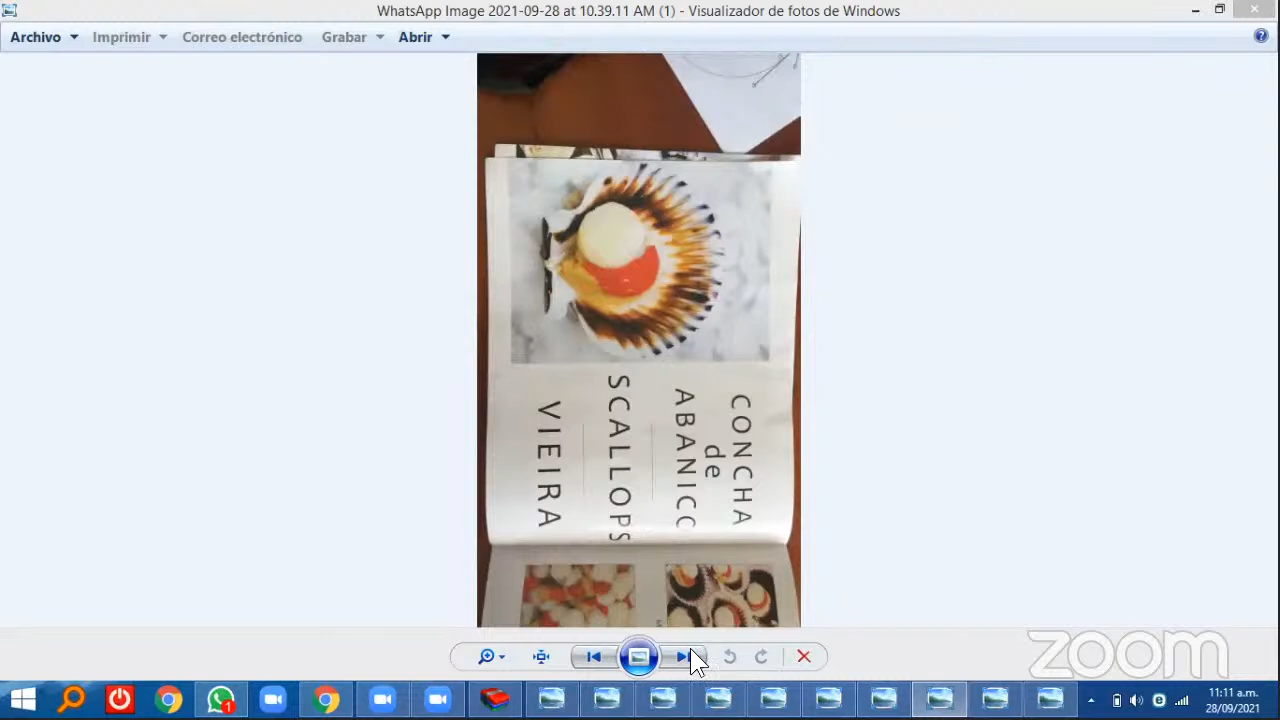 WhatsApp Image 2021-09-28 at 10.39.11 AM (1) - Visualizador de fotos de Windows
Archivo Imprimir Correo electrónico Grabar Abrir
CONCHA
de
ABANICO
SCALLOPS
VIEIRA
zoom
1
11:11 a.m.
28/09/2021